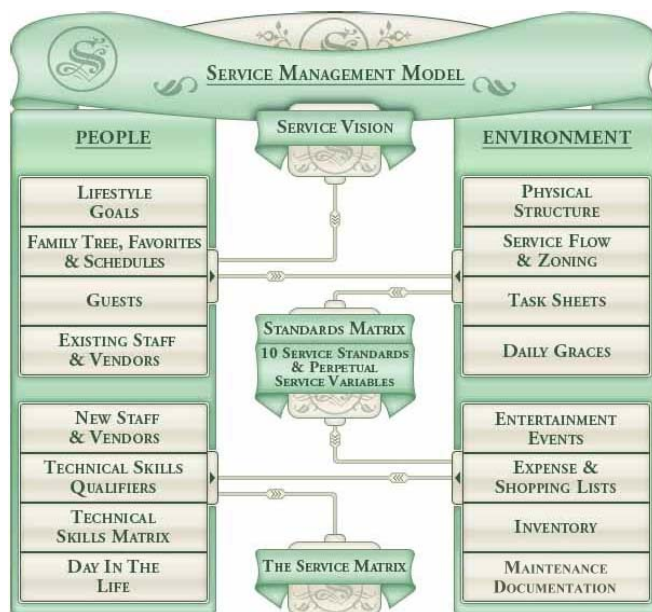 SERVICE MANAGEMENT MODEL
SERVICE VISION
PEOPLE
LIFESTYLE
GOALS
FAMILY TREE, FAVORITES
& SCHEDULES
GUESTS
EXISTING STAFF
& VENDORS
NEW STAFF
& VENDORS
TECHNICAL SKILLS
QUALIFIERS
TECHNICAL
SKILLS MATRIX
DAY IN THE
LIFE
STANDARDS MATRIX
10 SERVICE STANDARDS
& PERPETUAL
SERVICE VARIABLES
THE SERVICE MATRIX
ENVIRONMENT
PHYSICAL
STRUCTURE
SERVICE FLOW
& ZONING
TASK SHEETS
DAILY GRACES
ENTERTAINMENT
EVENTS
EXPENSE &
SHOPPING LISTS
INVENTORY
MAINTENANCE
DOCUMENTATION